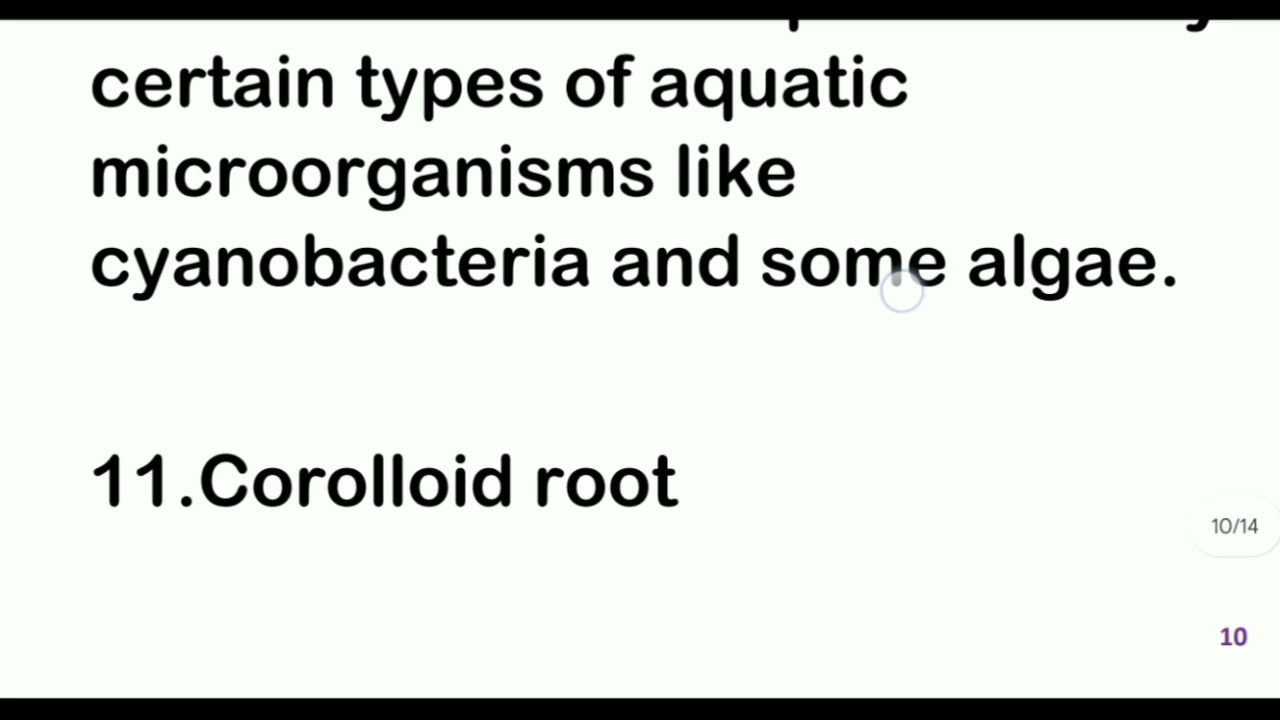 certain types of aquatic
microorganisms like
cyanobacteria and some algae.
11.Corolloid root
10/14
10